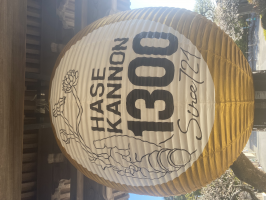 HASE
KANNON
1300
Since 721